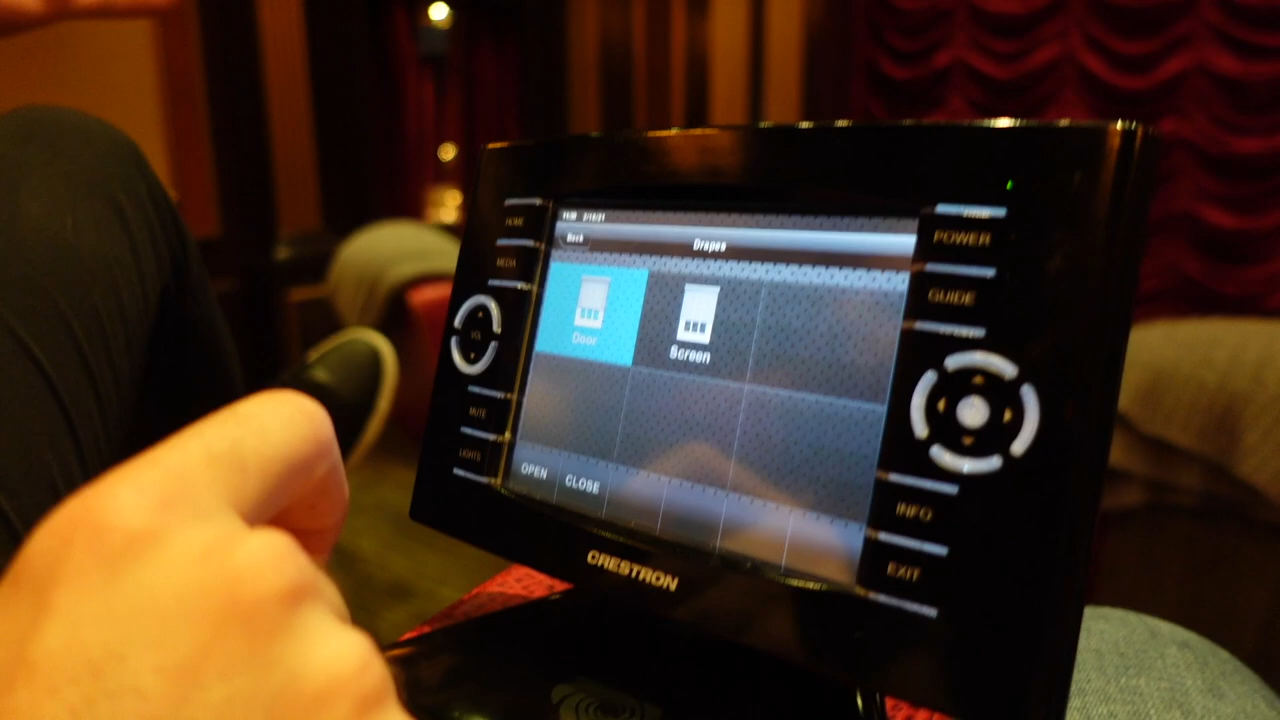 HOME
MEDIA
VOL
MUTE
LIGHTS
Back
Drapes
Door
Screen
OPEN
CLOSE
POWER
GUIDE
INFO
EXIT
CRESTRON